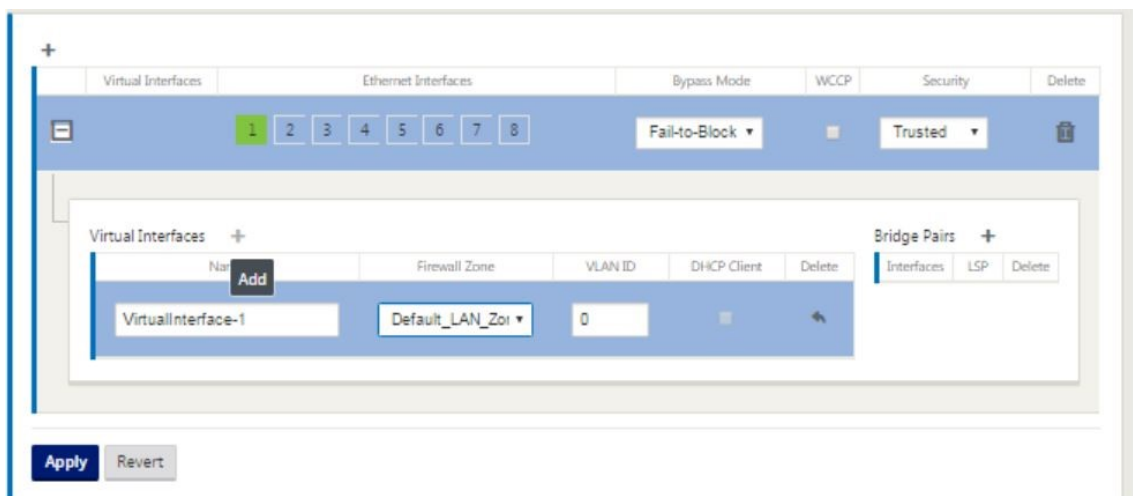 +
Virtual Interfaces Ethernet Interfaces Bypass Mode WCCP Security Delete
1 2 3 4 5 6 7 8 Fail-to-Block Trusted
Virtual Interfaces + Bridge Pairs +
Firewall Zone VLAN ID DHCP Client Delete Interfaces LSP Delete
Add
VirtualInterface-1 Default_LAN_Zor 0
Apply Revert